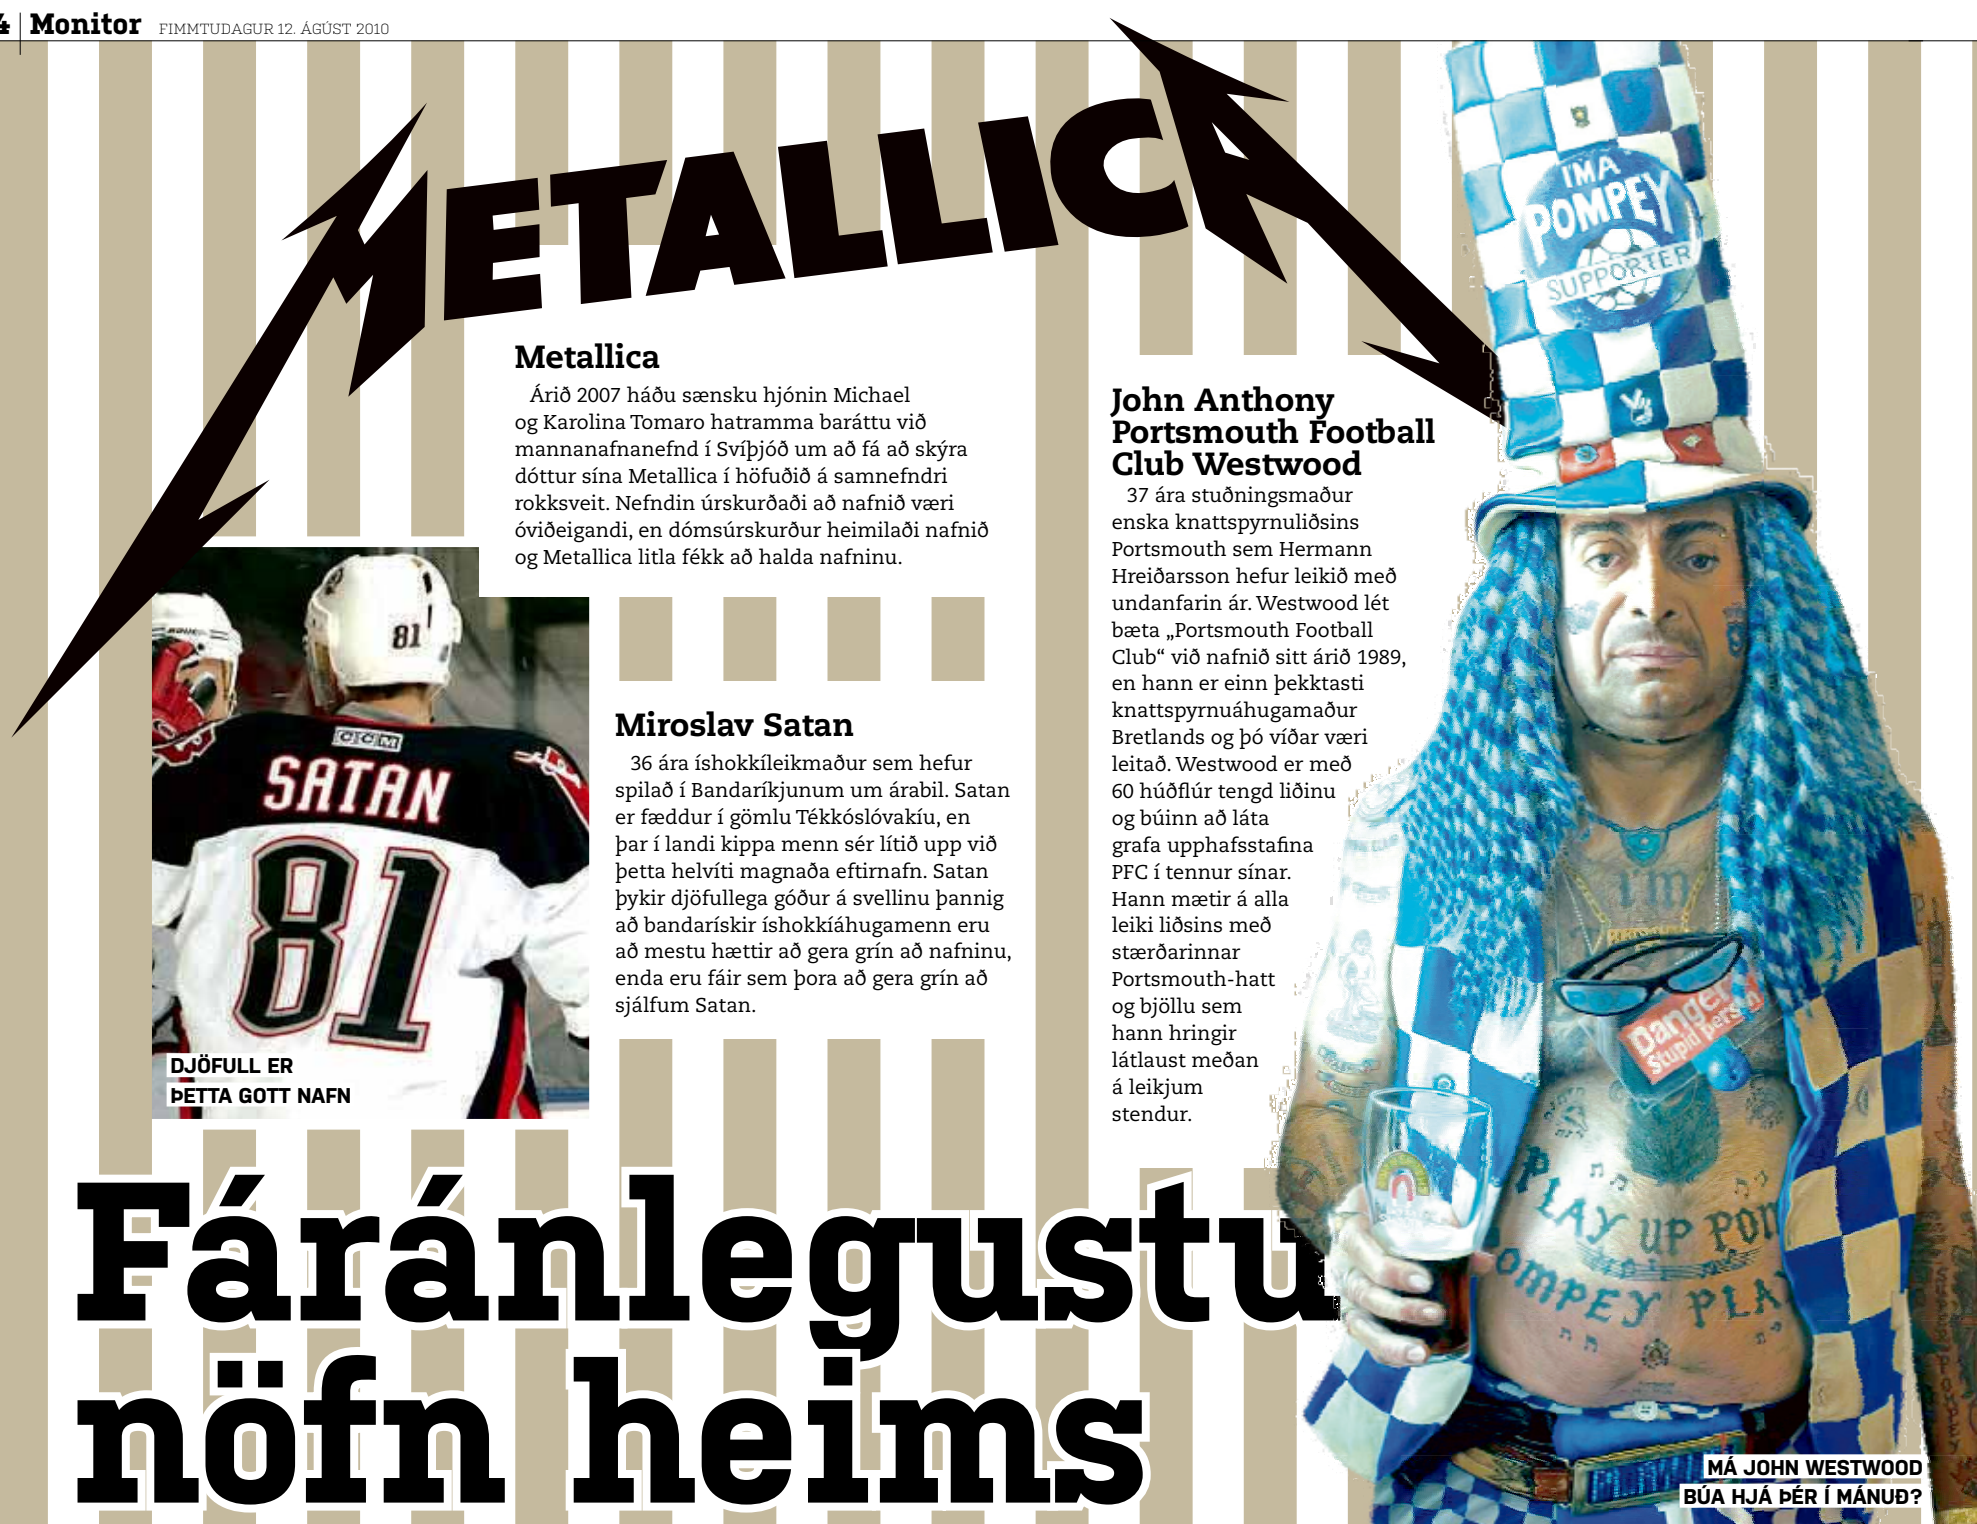 4 Monitor FIMMTUDAGUR 12. ÁGÚST 2010
METALLICA
Metallica
Árið 2007 háðu sænsku hjónin Michael
og Karolina Tomaro hatramma baráttu við
mannanafnanefnd í Svíþjóð um að fá að skýra
dóttur sína Metallica í höfuðið á samnefndri
rokksveit. Nefndin úrskurðaði að nafnið væri
óviðeigandi, en dómsúrskurður heimilaði nafnið
og Metallica litla fékk að halda nafninu.
81
CCM
SATAN
81
DJÖFULL ER
ÞETTA GOTT NAFN
Miroslav Satan
36 ára íshokkíleikmaður sem hefur
spilað í Bandaríkjunum um árabil. Satan
er fæddur í gömlu Tékkóslóvakíu, en
þar í landi kippa menn sér lítið upp við
þetta helvíti magnaða eftirnafn. Satan
þykir djöfullega góður á svellinu þannig
að bandarískir íshokkíáhugamenn eru
að mestu hættir að gera grín að nafninu,
enda eru fáir sem þora að gera grín að
sjálfum Satan.
John Anthony
Portsmouth Football
Club Westwood
37 ára stuðningsmaður
enska knattspyrnuliðsins
Portsmouth sem Hermann
Hreiðarsson hefur leikið með
undanfarin ár. Westwood lét
bæta „Portsmouth Football
Club“ við nafnið sitt árið 1989,
en hann er einn þekktasti
knattspyrnuáhugamaður
Bretlands og þó víðar væri
leitað. Westwood er með
60 húðflúr tengd liðinu
og búinn að láta
grafa upphafsstafina
PFC í tennur sínar.
Hann mætir á alla
leiki liðsins með
stærðarinnar
Portsmouth-hatt
og bjöllu sem
hann hringir
látlaust meðan
á leikjum
stendur.
IMA
POMPEY
SUPPORTER
i'm
Danger
Stupid Person
PLAY UP POM
OMPEY PLA
MÁ JOHN WESTWOOD
BÚA HJÁ ÞÉR Í MÁNUÐ?
Fáránlegustu
nöfn heims